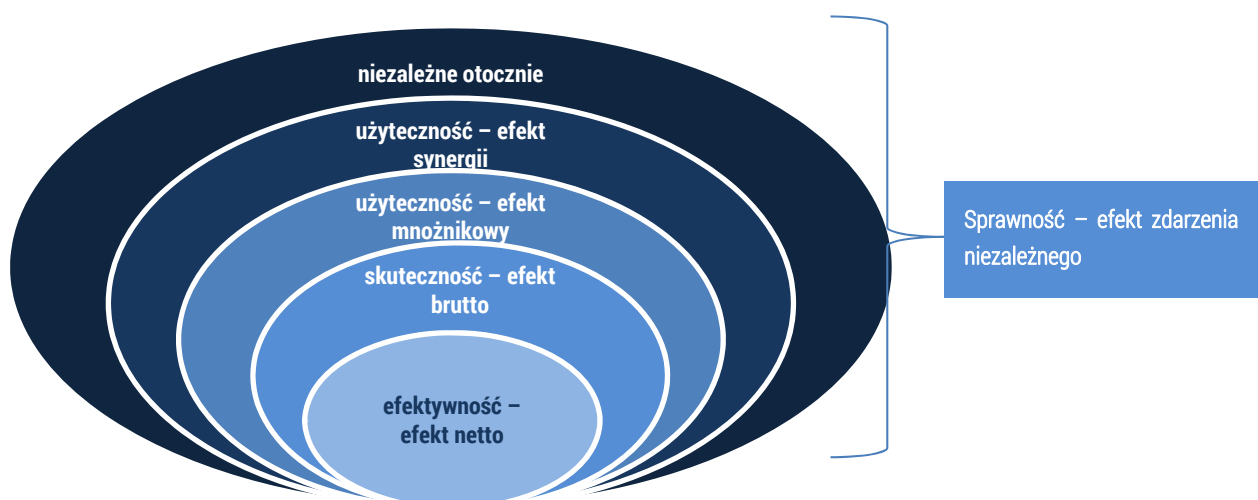 niezależne otocznie
użyteczność – efekt
synergii
użyteczność – efekt
mnożnikowy
skuteczność – efekt
brutto
efektywność –
efekt netto
Sprawność – efekt zdarzenia
niezależnego